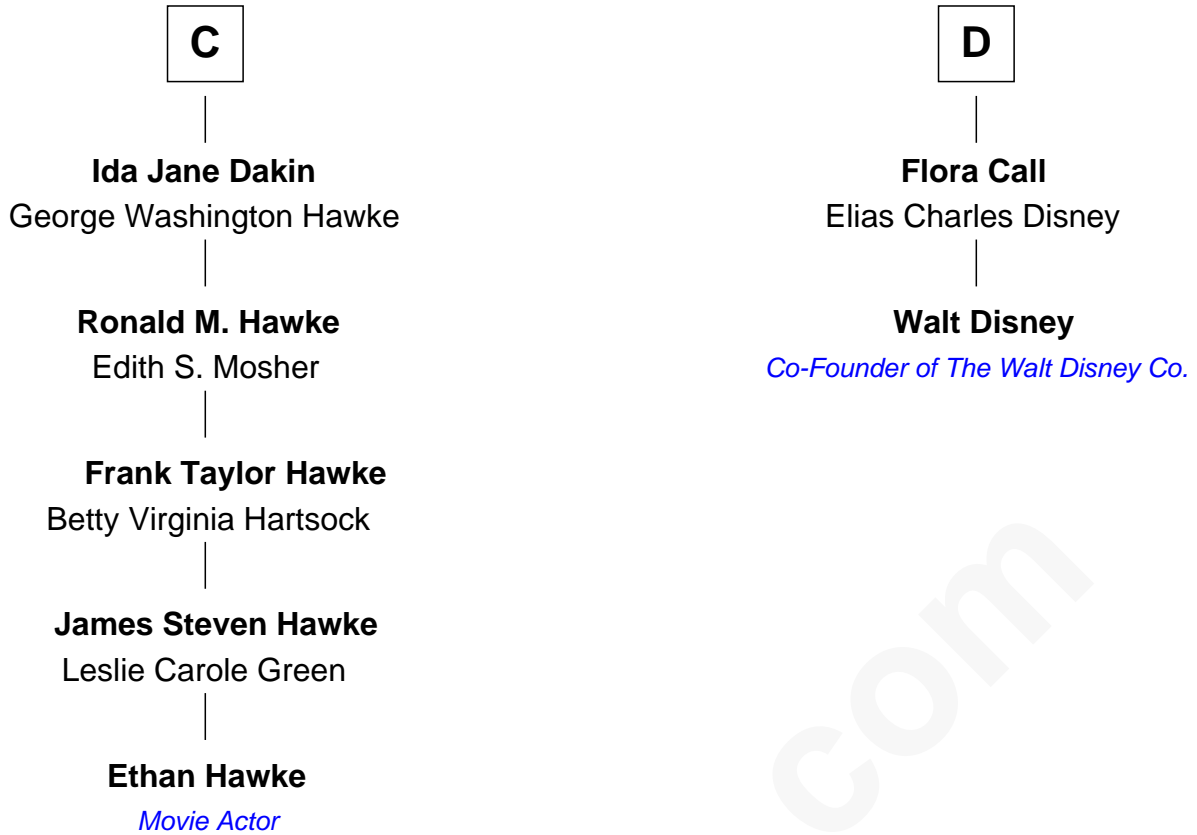 C
Ida Jane Dakin
George Washington Hawke
Ronald M. Hawke
Edith S. Mosher
Frank Taylor Hawke
Betty Virginia Hartsock
James Steven Hawke
Leslie Carole Green
Ethan Hawke
Movie Actor
D
Flora Call
Elias Charles Disney
Walt Disney
Co-Founder of The Walt Disney Co.
com